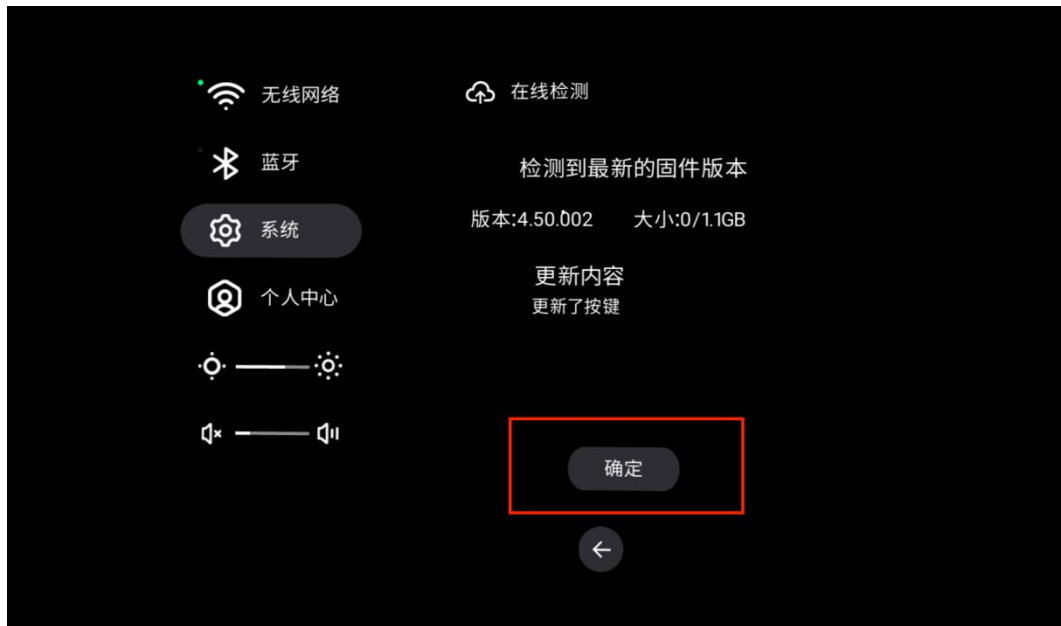 无线网络
蓝牙
系统
个人中心
在线检测
检测到最新的固件版本
版本:4.50.002 大小:0/1.1GB
更新内容
更新了按键
确定